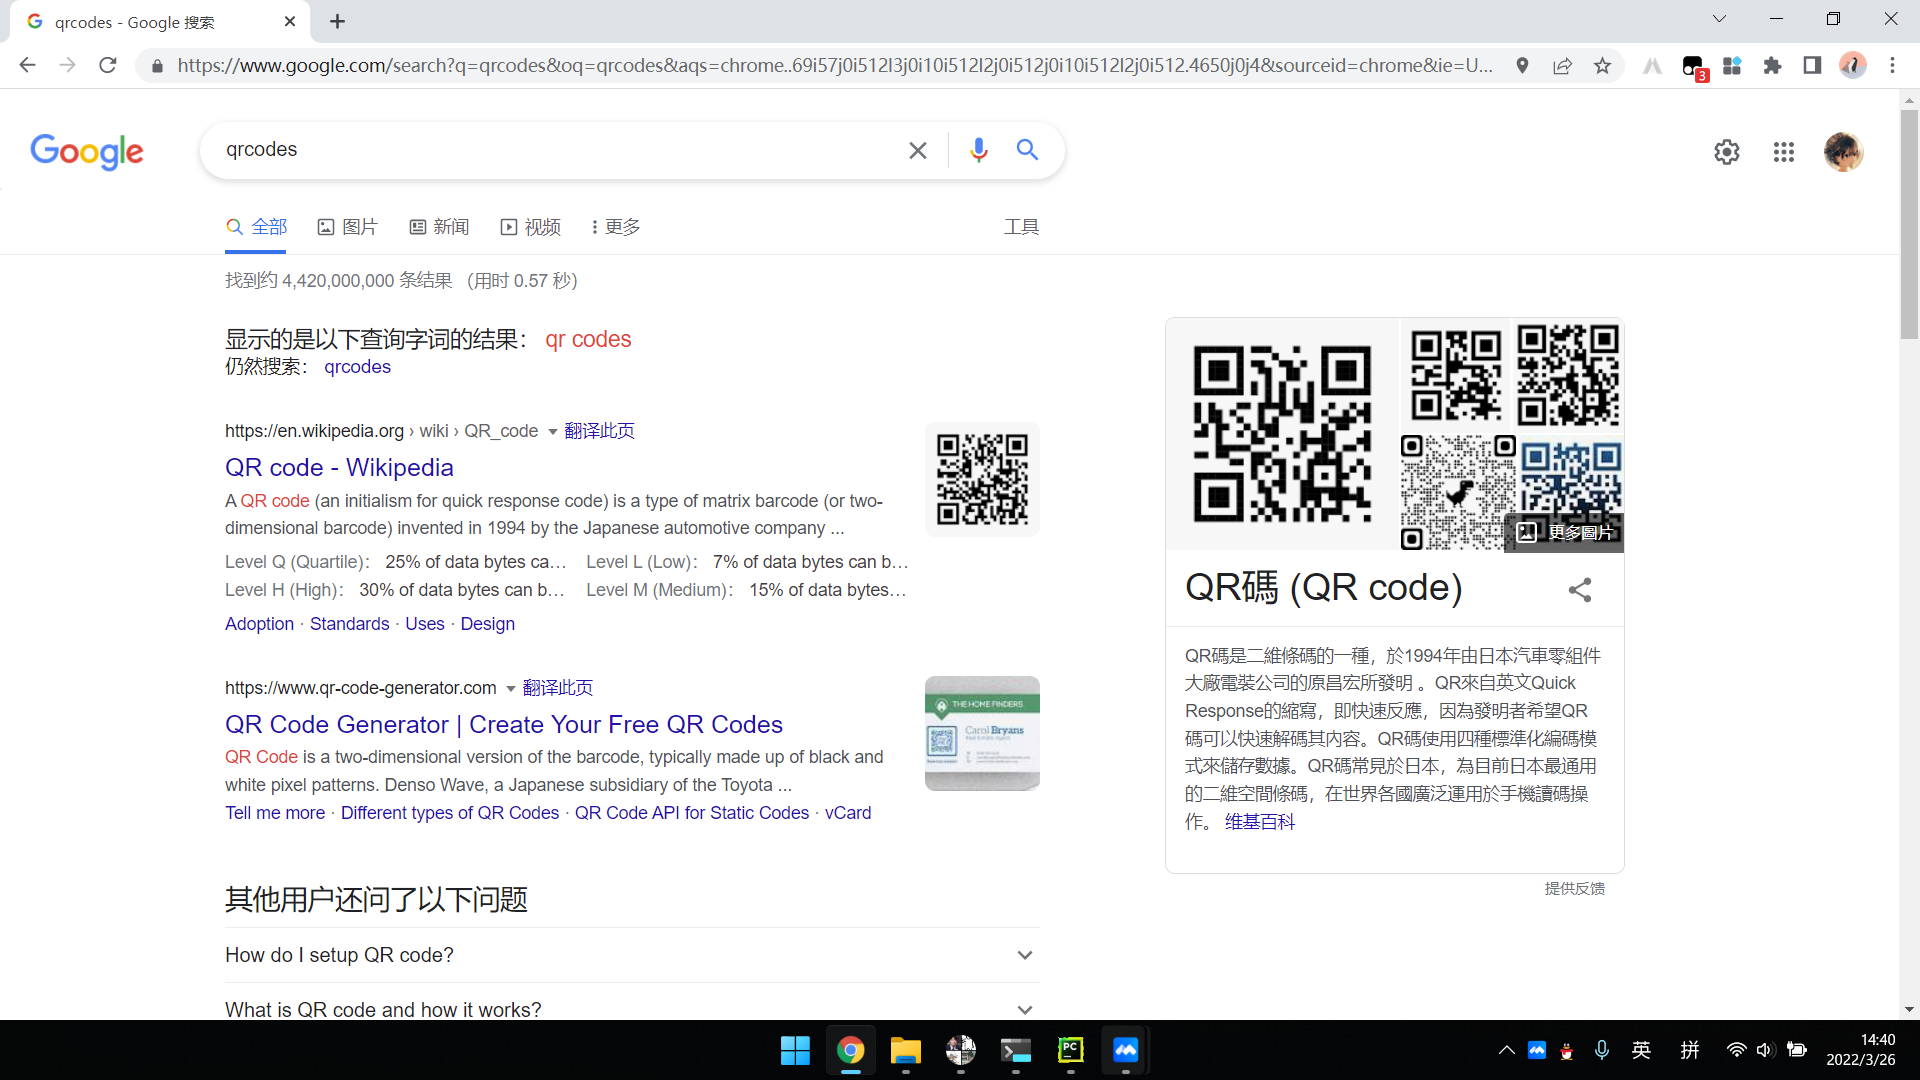 qrcodes - Google 搜索
https://www.google.com/search?q=qrcodes&oq=qrcodes&aqs=chrome..69i57j0i512l3j0i10i512l2j0i512j0i10i512l2j0i512.4650j0j4&sourceid=chrome&ie=U...
3
Google
qrcodes
全部
图片
新闻
视频
更多
工具
找到约 4,420,000,000 条结果 (用时 0.57 秒)
显示的是以下查询字词的结果： qr codes
仍然搜索： qrcodes
https://en.wikipedia.org › wiki › QR_code 翻译此页
QR code - Wikipedia
A QR code (an initialism for quick response code) is a type of matrix barcode (or two-
dimensional barcode) invented in 1994 by the Japanese automotive company ...
Level Q (Quartile)： 25% of data bytes ca… Level L (Low)： 7% of data bytes can b…
Level H (High)： 30% of data bytes can b… Level M (Medium)： 15% of data bytes…
Adoption · Standards · Uses · Design
https://www.qr-code-generator.com 翻译此页
QR Code Generator | Create Your Free QR Codes
QR Code is a two-dimensional version of the barcode, typically made up of black and
white pixel patterns. Denso Wave, a Japanese subsidiary of the Toyota ...
Tell me more · Different types of QR Codes · QR Code API for Static Codes · vCard
THE HOME FINDERS
Carol Bryans
其他用户还问了以下问题
How do I setup QR code?
What is QR code and how it works?
更多圖片
QR碼 (QR code)
QR碼是二維條碼的一種，於1994年由日本汽車零組件
大廠電裝公司的原昌宏所發明 。QR來自英文Quick
Response的縮寫，即快速反應，因為發明者希望QR
碼可以快速解碼其內容。QR碼使用四種標準化編碼模
式來儲存數據。QR碼常見於日本，為目前日本最通用
的二維空間條碼，在世界各國廣泛運用於手機讀碼操
作。 维基百科
提供反馈
PC
英
拼
14:40
2022/3/26